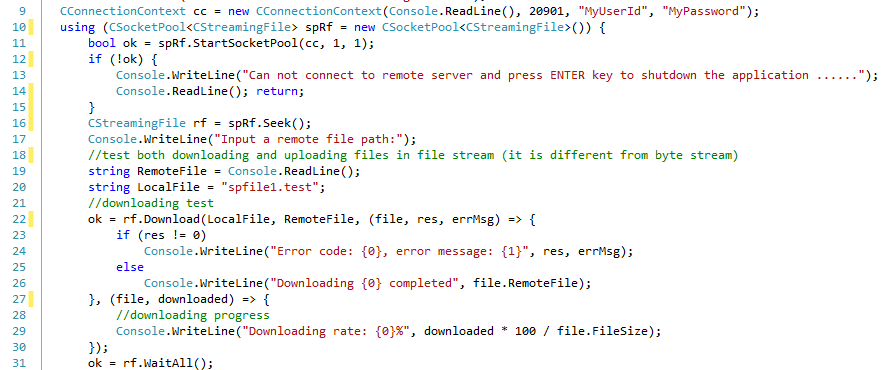 9 CConnectionContext cc = new CConnectionContext(Console.ReadLine(), 20901, "MyUserId", "MyPassword");
10 using (CSocketPool<CStreamingFile> spRf = new CSocketPool<CStreamingFile>()) {
11 bool ok = spRf.StartSocketPool(cc, 1, 1);
12 if (!ok) {
13 Console.WriteLine("Can not connect to remote server and press ENTER key to shutdown the application ......");
14 Console.ReadLine(); return;
15 }
16 CStreamingFile rf = spRf.Seek();
17 Console.WriteLine("Input a remote file path:");
18 //test both downloading and uploading files in file stream (it is different from byte stream)
19 string RemoteFile = Console.ReadLine();
20 string LocalFile = "spfile1.test";
21 //downloading test
22 ok = rf.Download(LocalFile, RemoteFile, (file, res, errMsg) => {
23 if (res != 0)
24 Console.WriteLine("Error code: {0}, error message: {1}", res, errMsg);
25 else
26 Console.WriteLine("Downloading {0} completed", file.RemoteFile);
27 }, (file, downloaded) => {
28 //downloading progress
29 Console.WriteLine("Downloading rate: {0}%", downloaded * 100 / file.FileSize);
30 });
31 ok = rf.WaitAll();